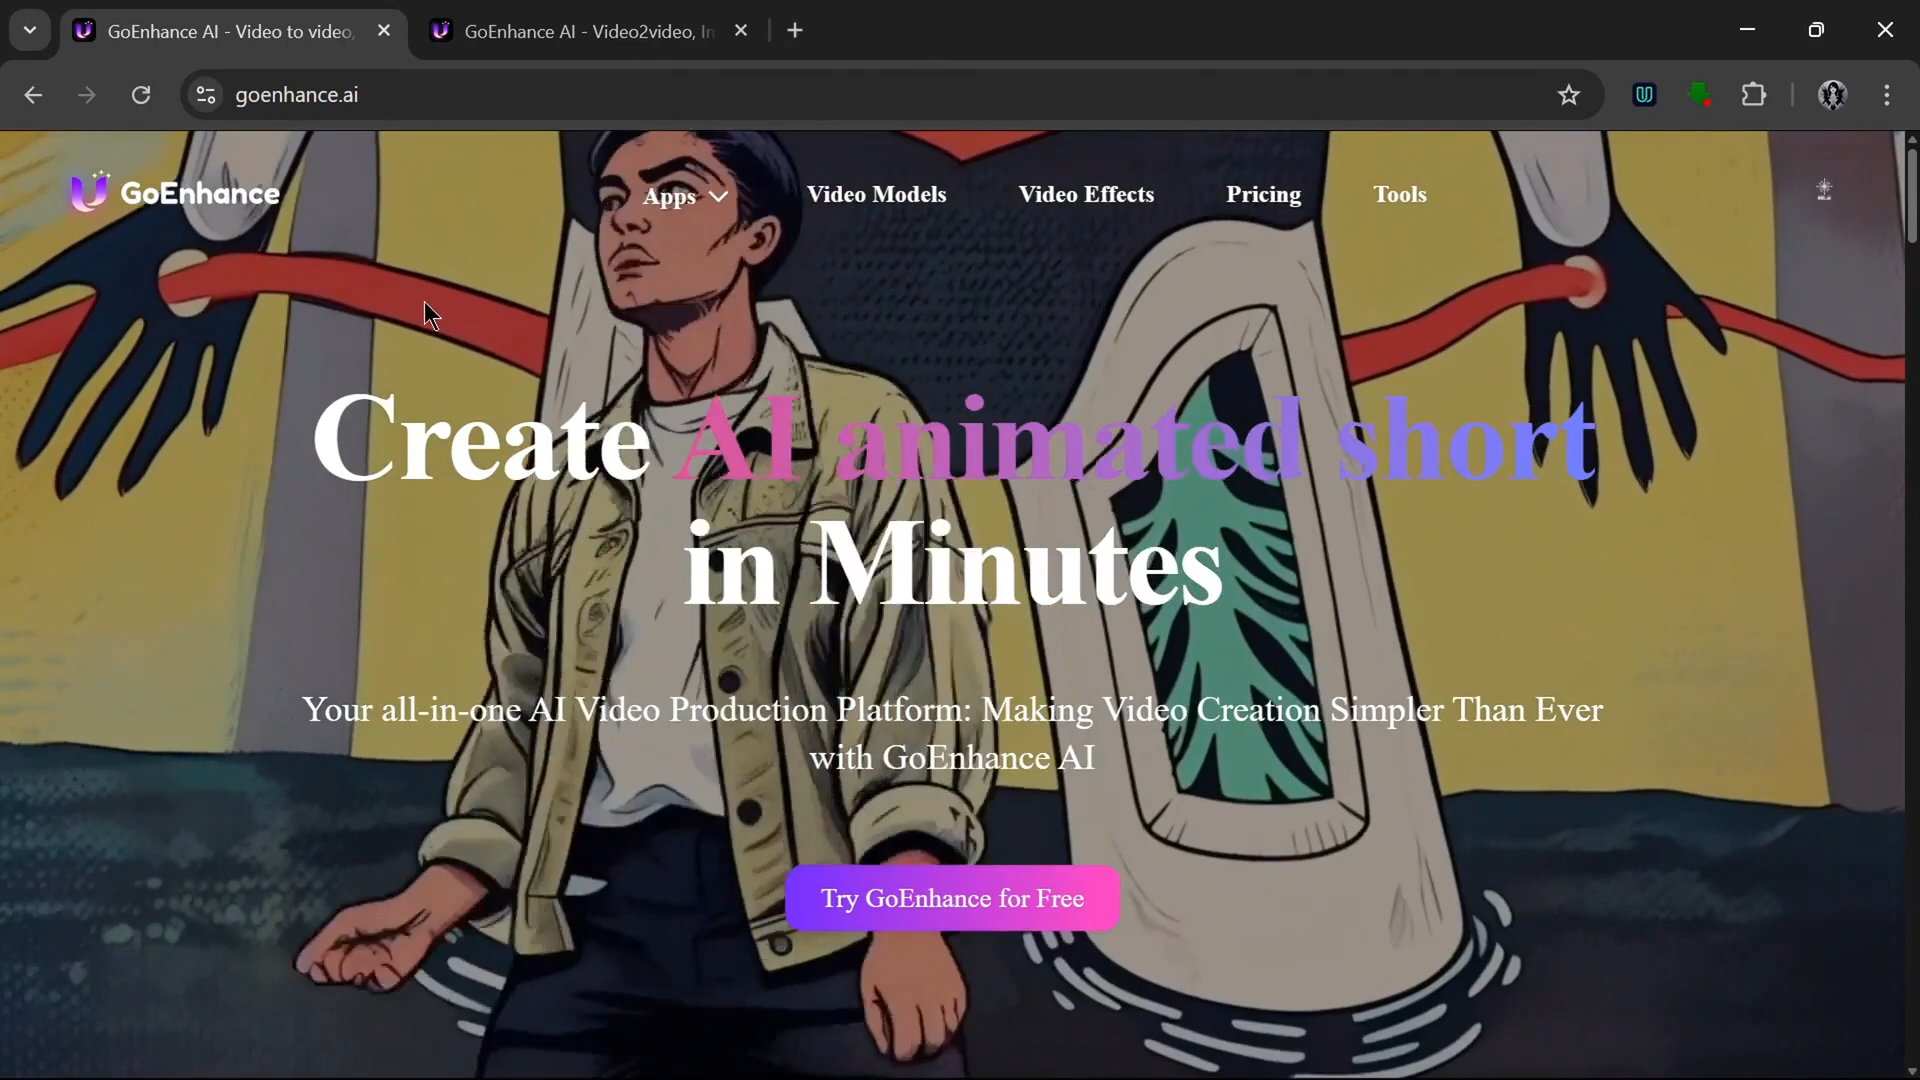 GoEnhance AI - Video to video,
GoEnhance AI - Video2video, Im
goenhance.ai
GoEnhance
Apps
Video Models
Video Effects
Pricing
Tools
Create AI animated short
in Minutes
Your all-in-one AI Video Production Platform: Making Video Creation Simpler Than Ever
with GoEnhance AI
Try GoEnhance for Free